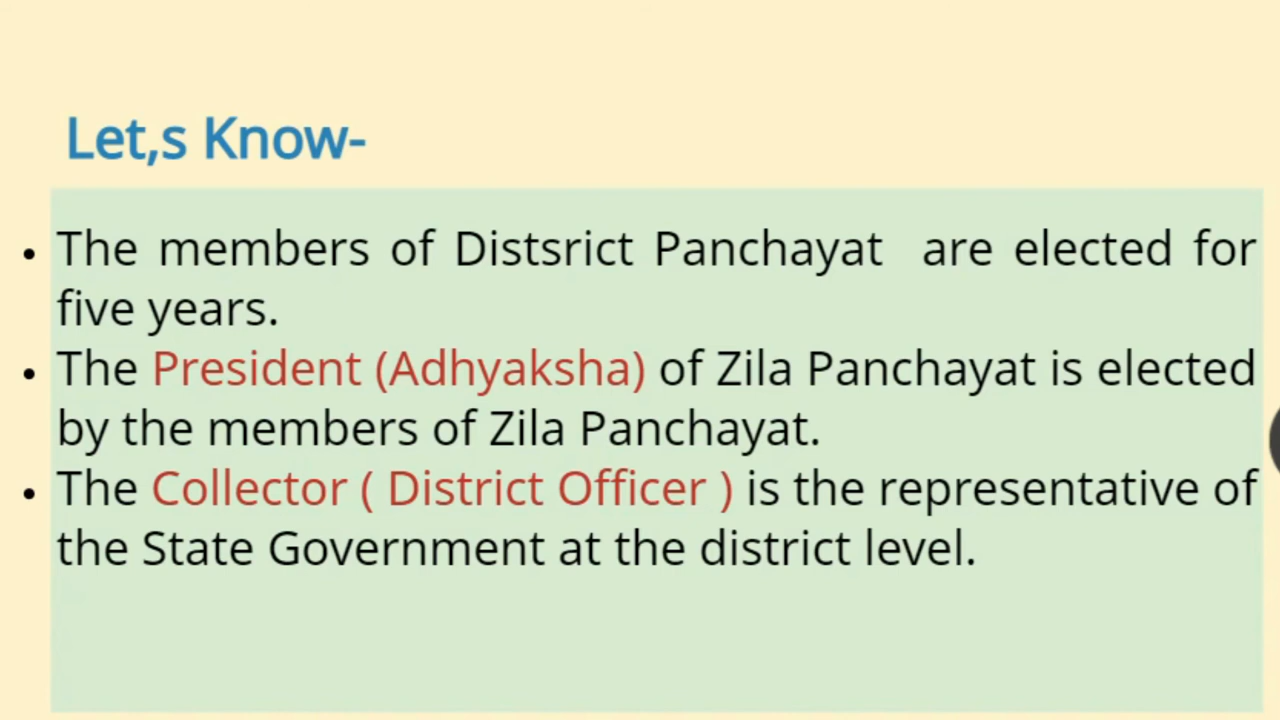 Let,s Know-
• The members of Distsrict Panchayat are elected for
five years.
• The President (Adhyaksha) of Zila Panchayat is elected
by the members of Zila Panchayat.
• The Collector ( District Officer ) is the representative of
the State Government at the district level.